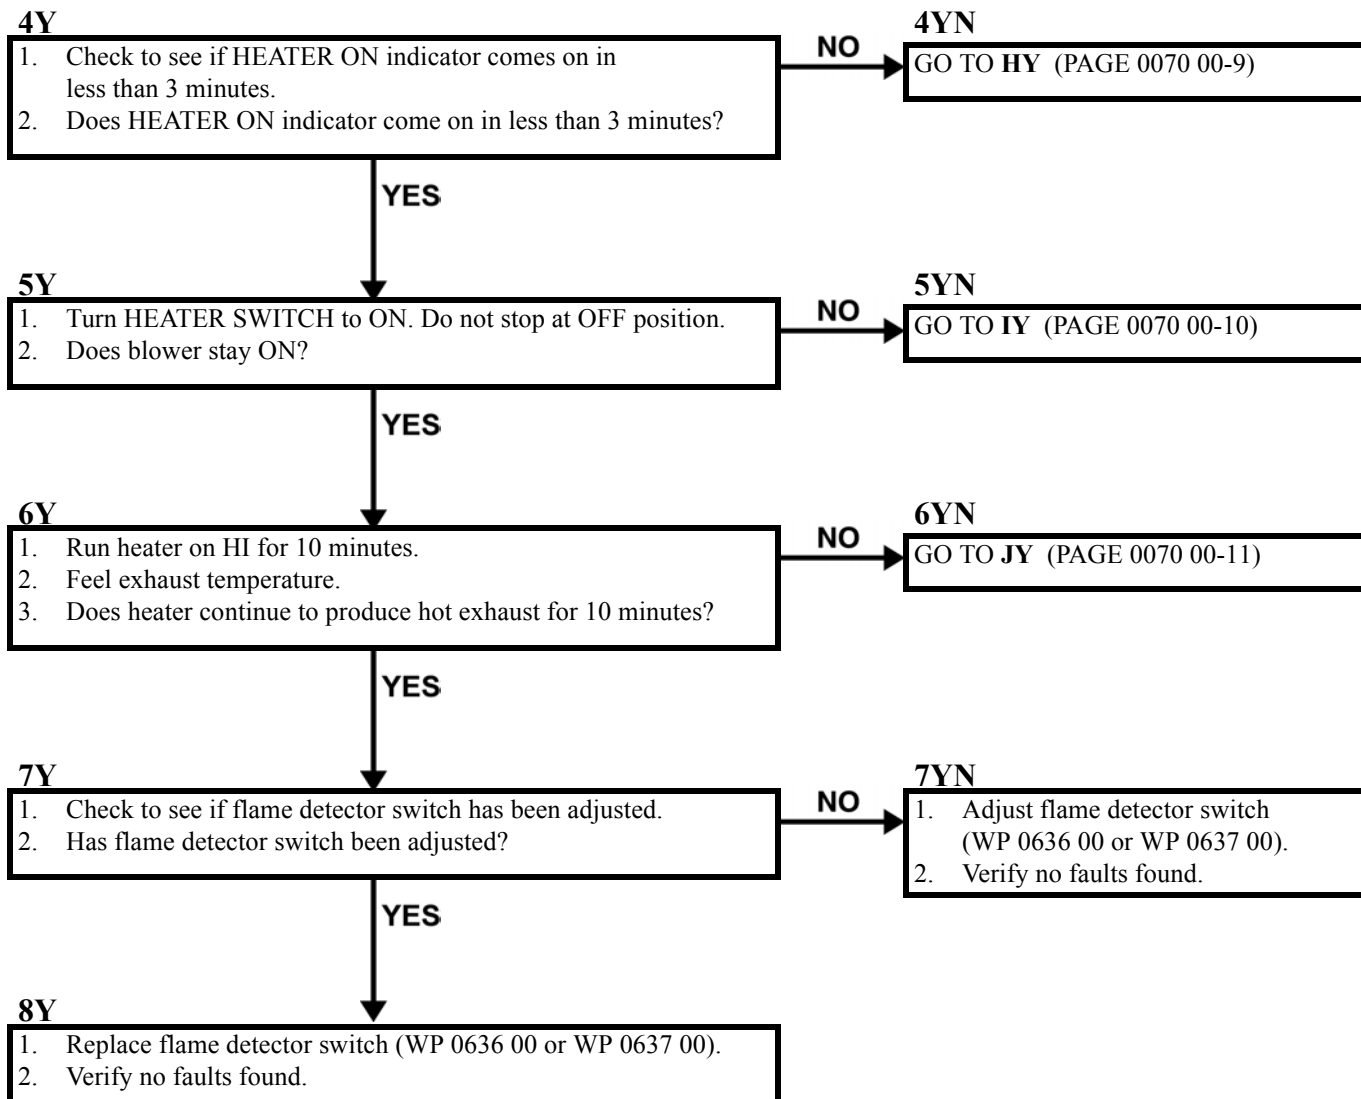 4Y
1. Check to see if HEATER ON indicator comes on in
less than 3 minutes.
2. Does HEATER ON indicator come on in less than 3 minutes?
NO
4YN
GO TO HY (PAGE 0070 00-9)
YES
5Y
1. Turn HEATER SWITCH to ON. Do not stop at OFF position.
2. Does blower stay ON?
NO
5YN
GO TO IY (PAGE 0070 00-10)
YES
6Y
1. Run heater on HI for 10 minutes.
2. Feel exhaust temperature.
3. Does heater continue to produce hot exhaust for 10 minutes?
NO
6YN
GO TO JY (PAGE 0070 00-11)
YES
7Y
1. Check to see if flame detector switch has been adjusted.
2. Has flame detector switch been adjusted?
NO
7YN
1. Adjust flame detector switch
(WP 0636 00 or WP 0637 00).
2. Verify no faults found.
YES
8Y
1. Replace flame detector switch (WP 0636 00 or WP 0637 00).
2. Verify no faults found.